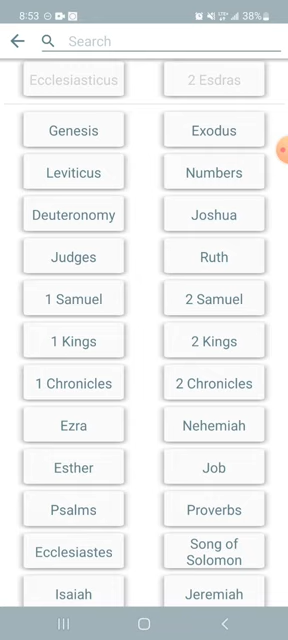 8:53
38%
Search
Ecclesiasticus
2 Esdras
Genesis
Exodus
Leviticus
Numbers
Deuteronomy
Joshua
Judges
Ruth
1 Samuel
2 Samuel
1 Kings
2 Kings
1 Chronicles
2 Chronicles
Ezra
Nehemiah
Esther
Job
Psalms
Proverbs
Ecclesiastes
Song of
Solomon
Isaiah
Jeremiah